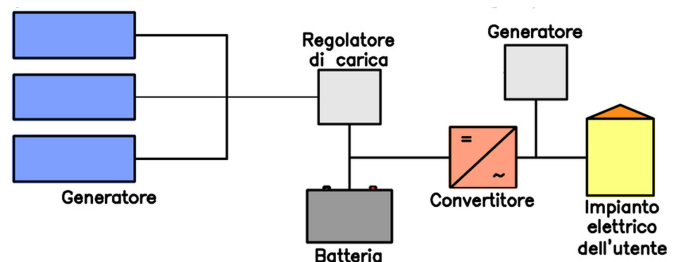 Generatore
Regolatore
di carica
Generatore
=
~
Convertitore
Batteria
Impianto
elettrico
dell'utente